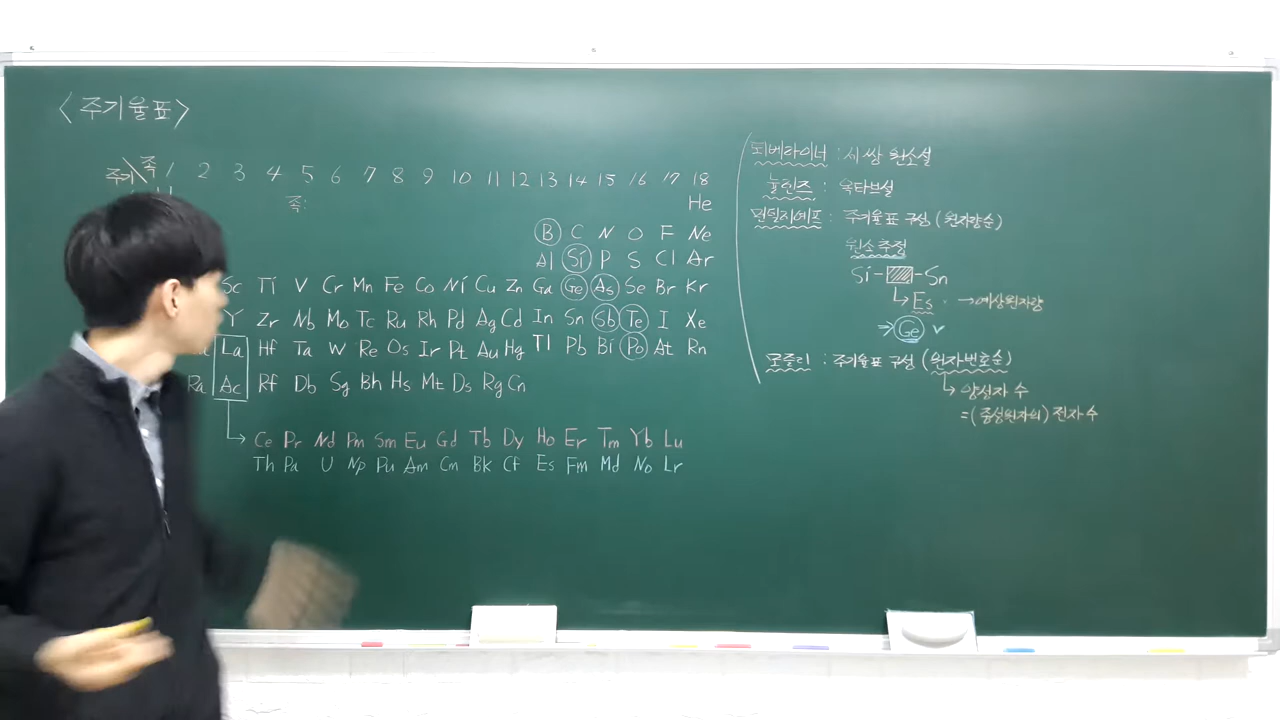 <주기율표>
주기\족 1 2 3 4 5 6 7 8 9 10 11 12 13 14 15 16 17 18
족:
He
B C N O F Ne
Al Si P S Cl Ar
Sc Ti V Cr Mn Fe Co Ni Cu Zn Ga Ge As Se Br Kr
Y Zr Nb Mo Tc Ru Rh Pd Ag Cd In Sn Sb Te I Xe
La Hf Ta W Re Os Ir Pt Au Hg Tl Pb Bi Po At Rn
Ra Ac Rf Db Sg Bh Hs Mt Ds Rg Cn
Ce Pr Nd Pm Sm Eu Gd Tb Dy Ho Er Tm Yb Lu
Th Pa U Np Pu Am Cm Bk Cf Es Fm Md No Lr
되베라이너 : 세쌍 원소설
뉼런즈 : 옥타브설
멘델레예프 : 주기율표 구성 (원자량순)
원소 추정
Si - - Sn
↳ Es → 예상원자량
⇒ Ge ✓
모즐리 : 주기율표 구성 (원자번호순)
↳ 양성자 수
= (중성원자의) 전자수